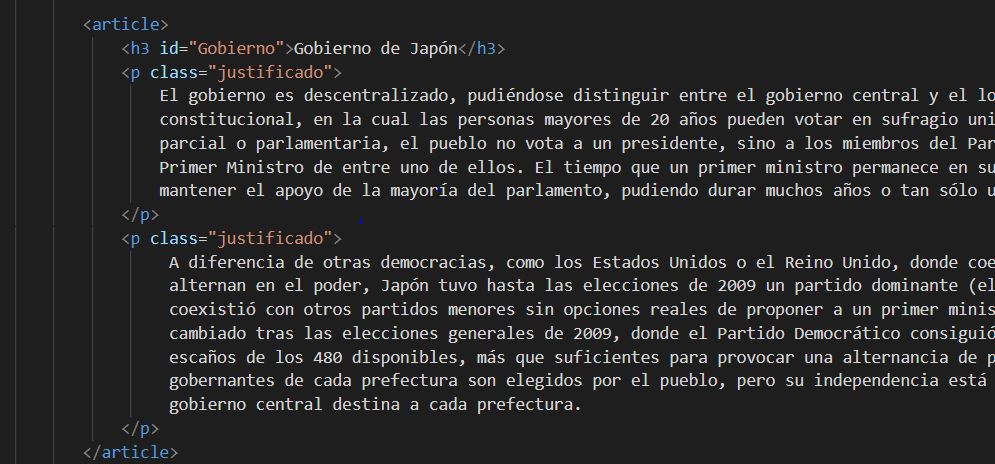 <article>
<h3 id="Gobierno">Gobierno de Japón</h3>
<p class="justificado">
El gobierno es descentralizado, pudiéndose distinguir entre el gobierno central y el
constitucional, en la cual las personas mayores de 20 años pueden votar en sufragio
parcial o parlamentaria, el pueblo no vota a un presidente, sino a los miembros del
Primer Ministro de entre uno de ellos. El tiempo que un primer ministro permanece en
mantener el apoyo de la mayoría del parlamento, pudiendo durar muchos años o tan sólo
</p>
<p class="justificado">
A diferencia de otras democracias, como los Estados Unidos o el Reino Unido, donde
alternan en el poder, Japón tuvo hasta las elecciones de 2009 un partido dominante (el
coexistió con otros partidos menores sin opciones reales de proponer a un primer
cambiado tras las elecciones generales de 2009, donde el Partido Democrático consiguió
escaños de los 480 disponibles, más que suficientes para provocar una alternancia de
gobernantes de cada prefectura son elegidos por el pueblo, pero su independencia está
gobierno central destina a cada prefectura.
</p>
</article>